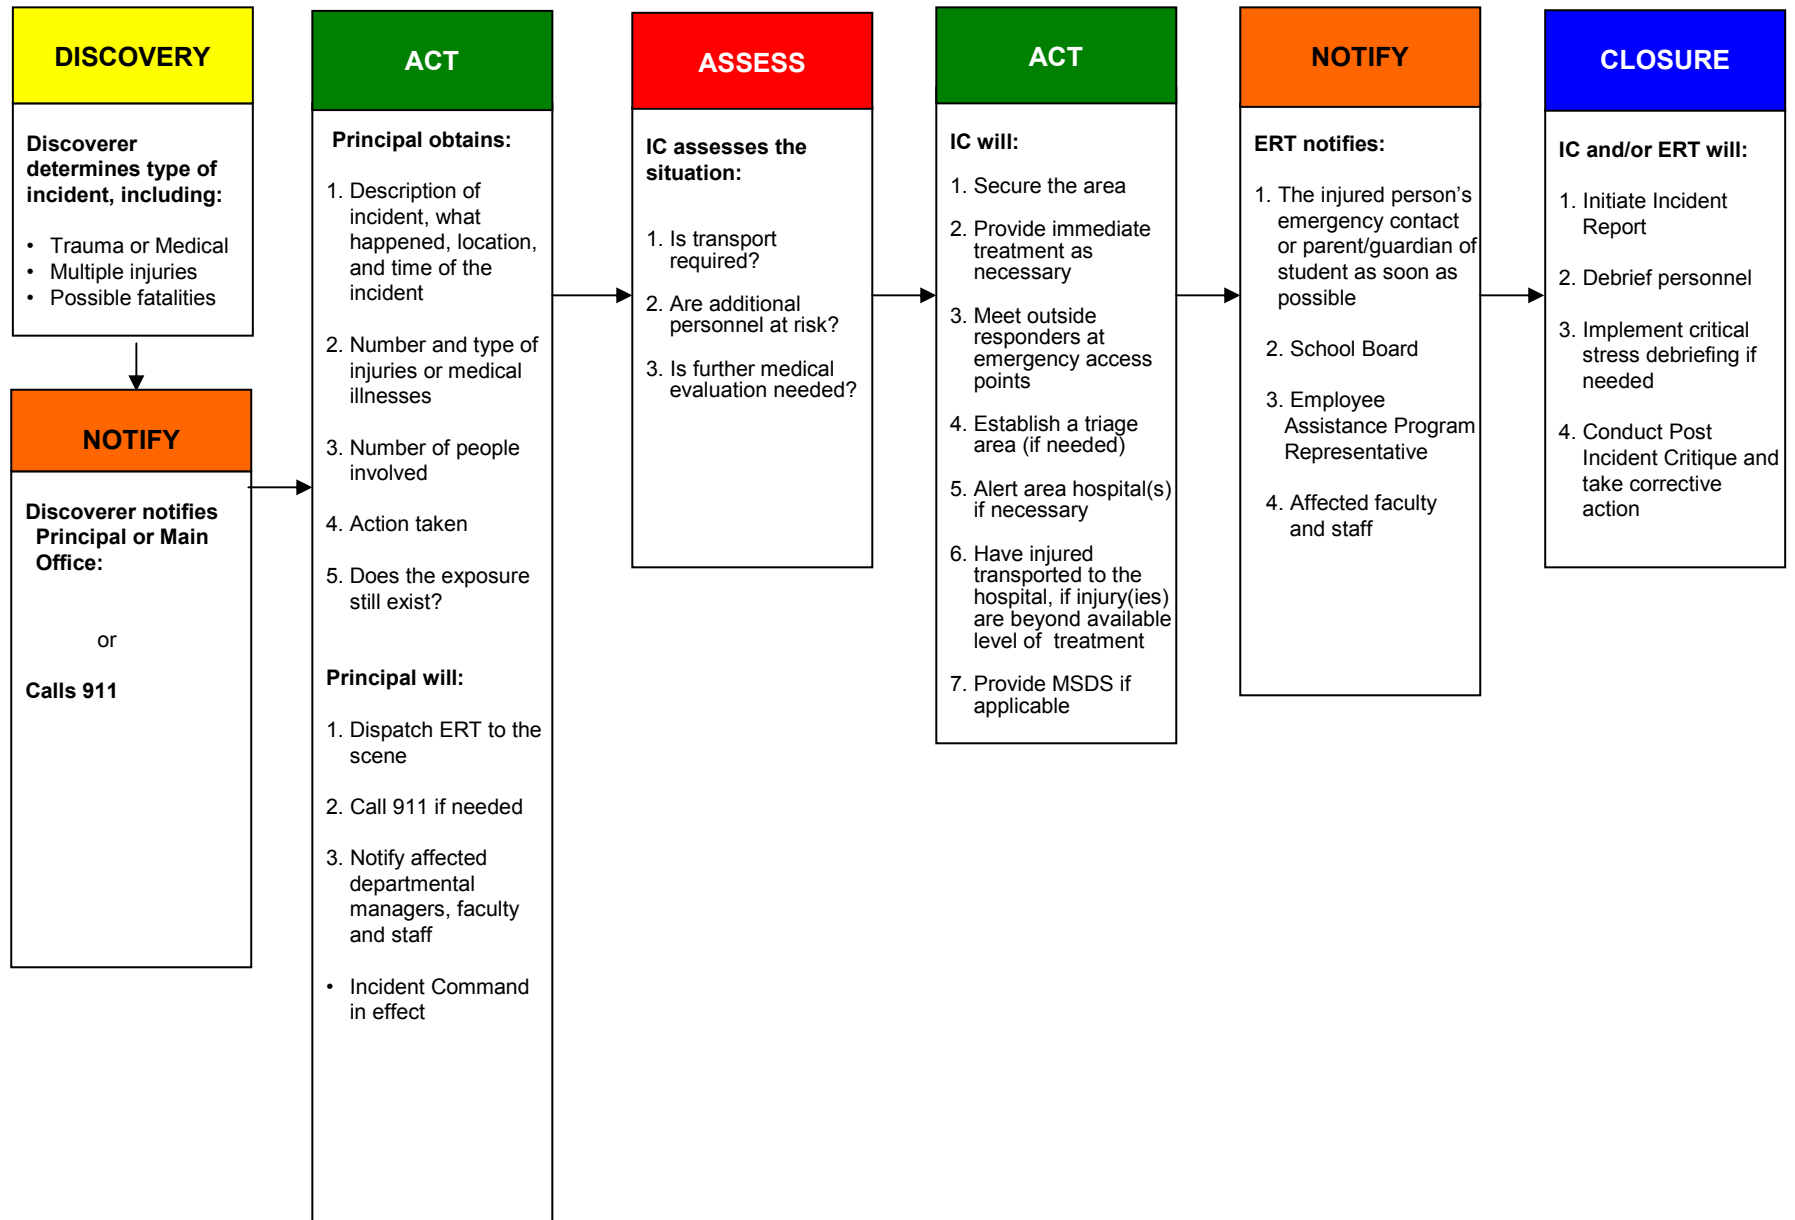 DISCOVERY
Discoverer
determines type of
incident, including:
• Trauma or Medical
• Multiple injuries
• Possible fatalities
NOTIFY
Discoverer notifies
Principal or Main
Office:
or
Calls 911
ACT
Principal obtains:
1. Description of
incident, what
happened, location,
and time of the
incident
2. Number and type of
injuries or medical
illnesses
3. Number of people
involved
4. Action taken
5. Does the exposure
still exist?
Principal will:
1. Dispatch ERT to the
scene
2. Call 911 if needed
3. Notify affected
departmental
managers, faculty
and staff
• Incident Command
in effect
ASSESS
IC assesses the
situation:
1. Is transport
required?
2. Are additional
personnel at risk?
3. Is further medical
evaluation needed?
ACT
IC will:
1. Secure the area
2. Provide immediate
treatment as
necessary
3. Meet outside
responders at
emergency access
points
4. Establish a triage
area (if needed)
5. Alert area hospital(s)
if necessary
6. Have injured
transported to the
hospital, if injury(ies)
are beyond available
level of treatment
7. Provide MSDS if
applicable
NOTIFY
ERT notifies:
1. The injured person’s
emergency contact
or parent/guardian of
student as soon as
possible
2. School Board
3. Employee
Assistance Program
Representative
4. Affected faculty
and staff
CLOSURE
IC and/or ERT will:
1. Initiate Incident
Report
2. Debrief personnel
3. Implement critical
stress debriefing if
needed
4. Conduct Post
Incident Critique and
take corrective
action